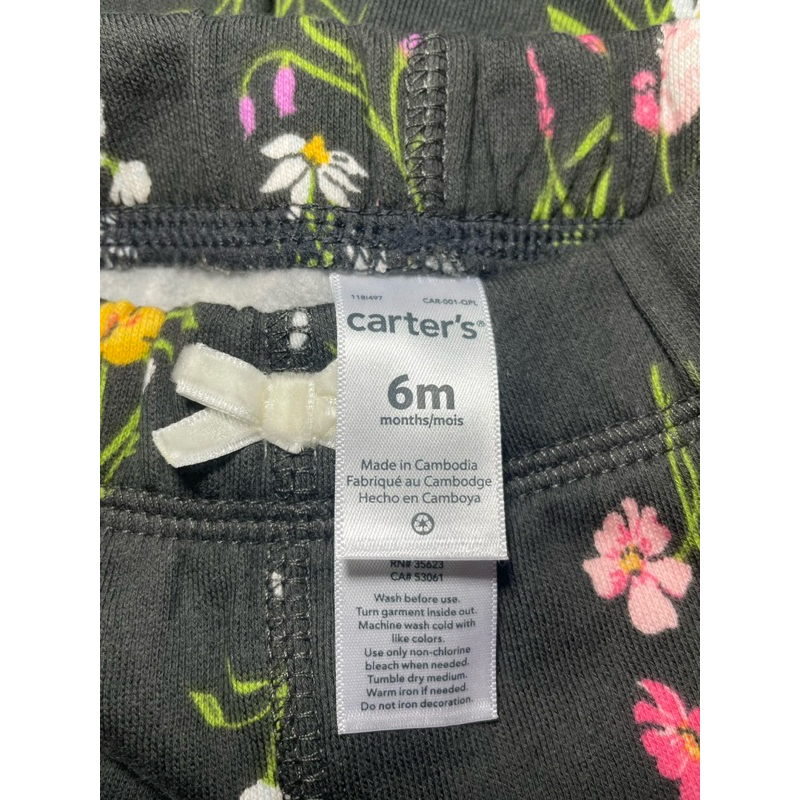 118I497 CAR-001-QPL
carter's®
6m
months/mois
Made in Cambodia
Fabriqué au Cambodge
Hecho en Camboya
RN# 35623
CA# 53061
Wash before use.
Turn garment inside out.
Machine wash cold with
like colors.
Use only non-chlorine
bleach when needed.
Tumble dry medium.
Warm iron if needed.
Do not iron decoration.